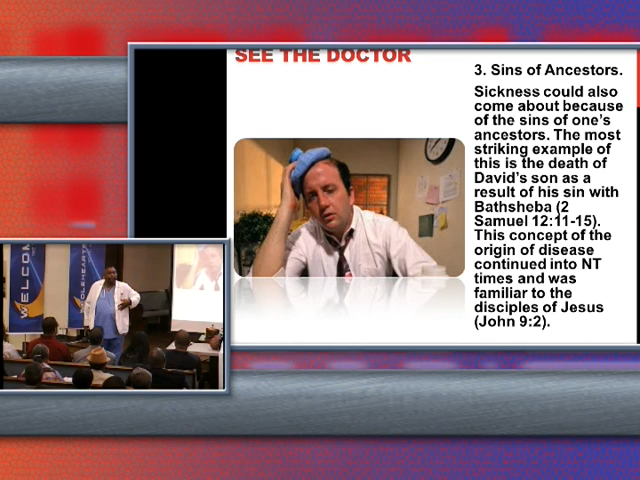 SEE THE DOCTOR
3. Sins of Ancestors.
Sickness could also
come about because
of the sins of one's
ancestors. The most
striking example of
this is the death of
David's son as a
result of his sin with
Bathsheba (2
Samuel 12:11-15).
This concept of the
origin of disease
continued into NT
times and was
familiar to the
disciples of Jesus
(John 9:2).
WELCOM